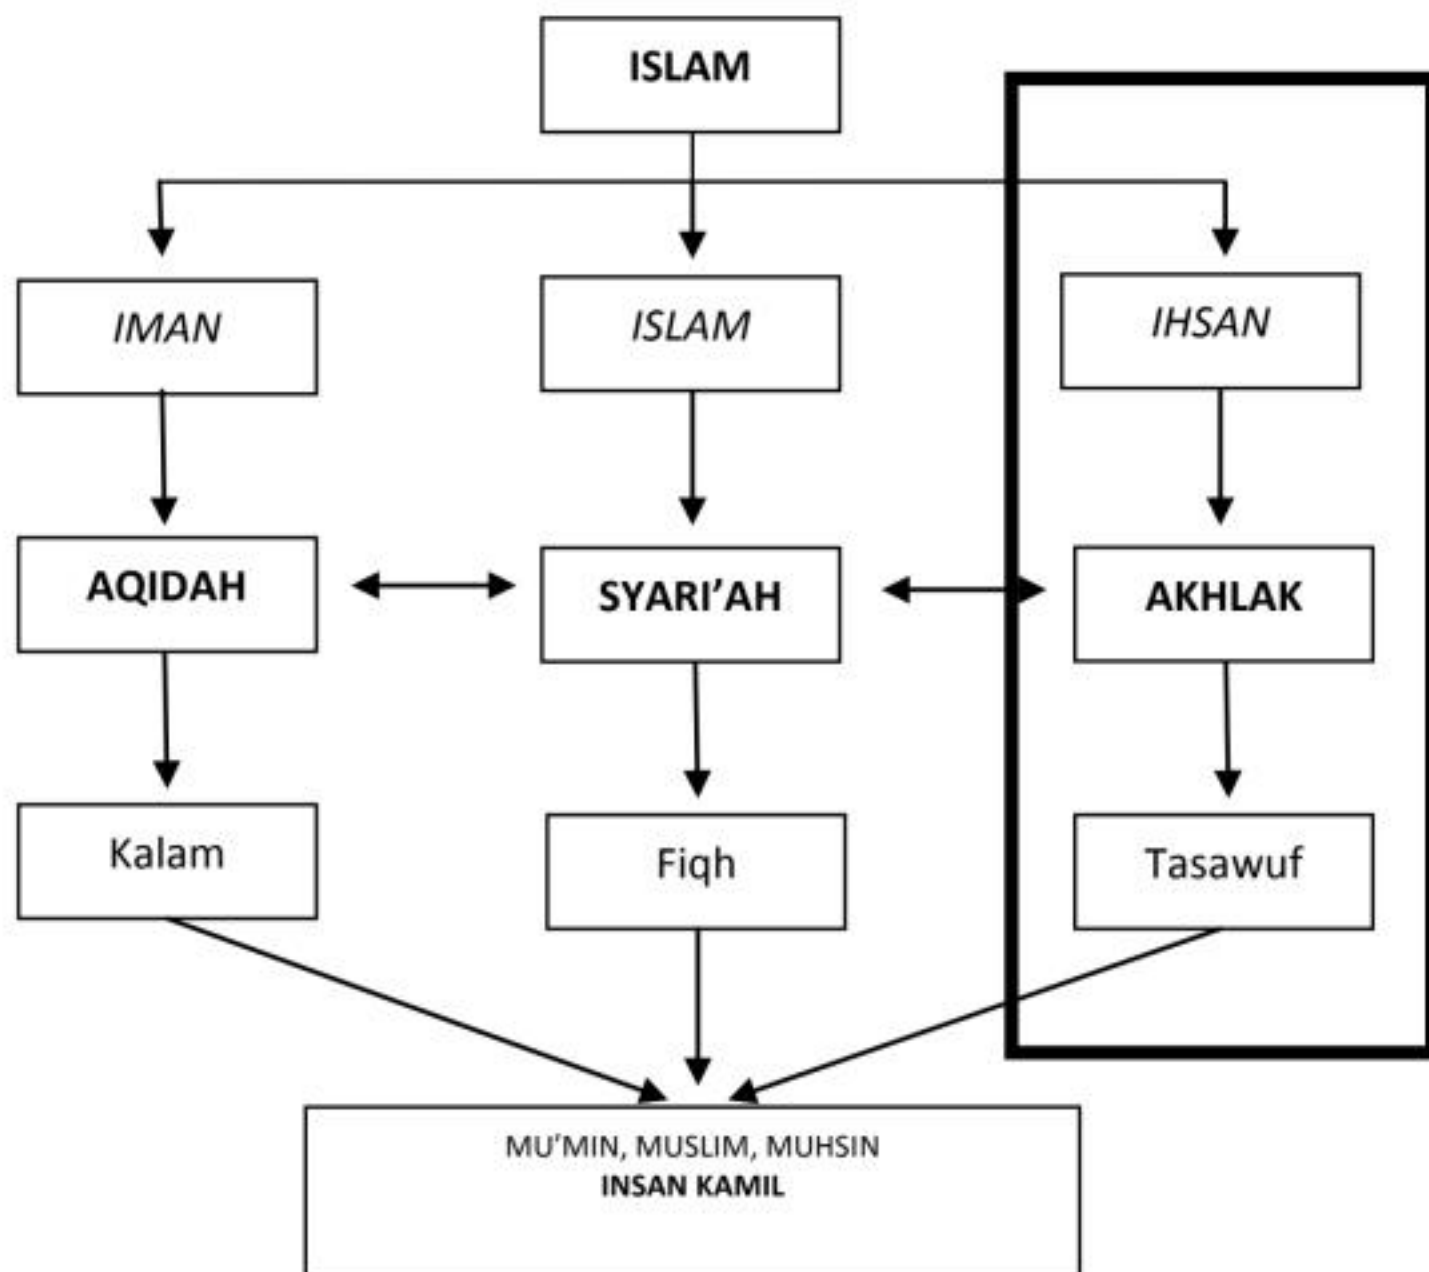 ISLAM
IMAN
ISLAM
IHSAN
AQIDAH
SYARI’AH
AKHLAK
Kalam
Fiqh
Tasawuf
MU’MIN, MUSLIM, MUHSIN
INSAN KAMIL